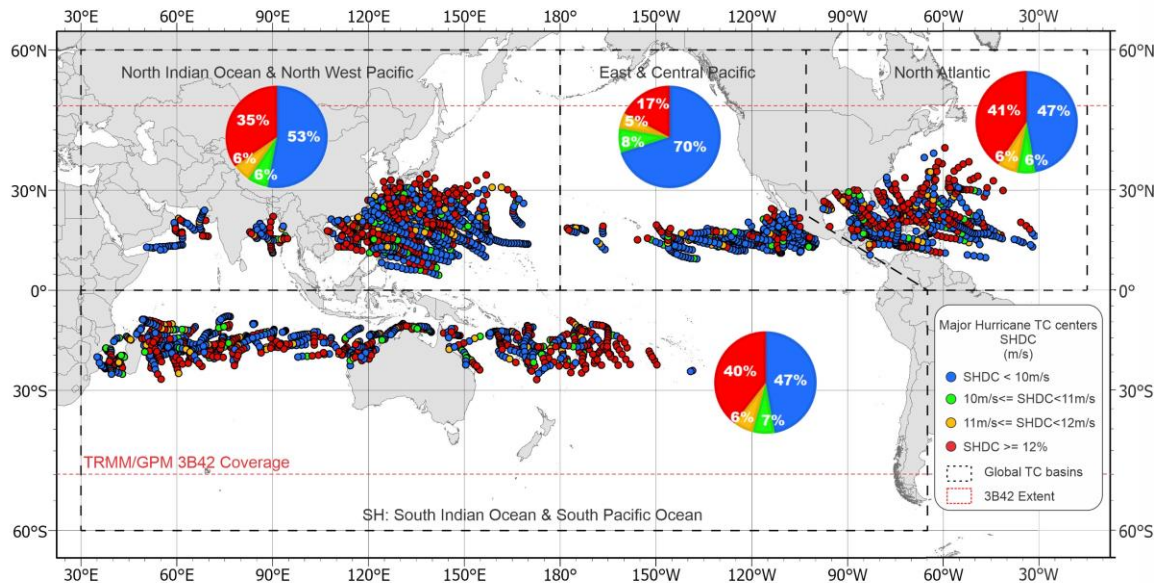 30°E 60°E 90°E 120°E 150°E 180° 150°W 120°W 90°W 60°W 30°W
60°N 60°N
North Indian Ocean & North West Pacific East & Central Pacific North Atlantic
35% 53% 6% 6%
17% 5% 8% 70%
41% 47% 6% 6%
30°N 30°N
0° 0°
Major Hurricane TC centers
SHDC
(m/s)
SHDC < 10m/s
10m/s<= SHDC<11m/s
11m/s<= SHDC<12m/s
SHDC >= 12%
Global TC basins
3B42 Extent
40% 47% 6% 7%
30°S 30°S
TRMM/GPM 3B42 Coverage
SH: South Indian Ocean & South Pacific Ocean
60°S 60°S
30°E 60°E 90°E 120°E 150°E 180° 150°W 120°W 90°W 60°W 30°W